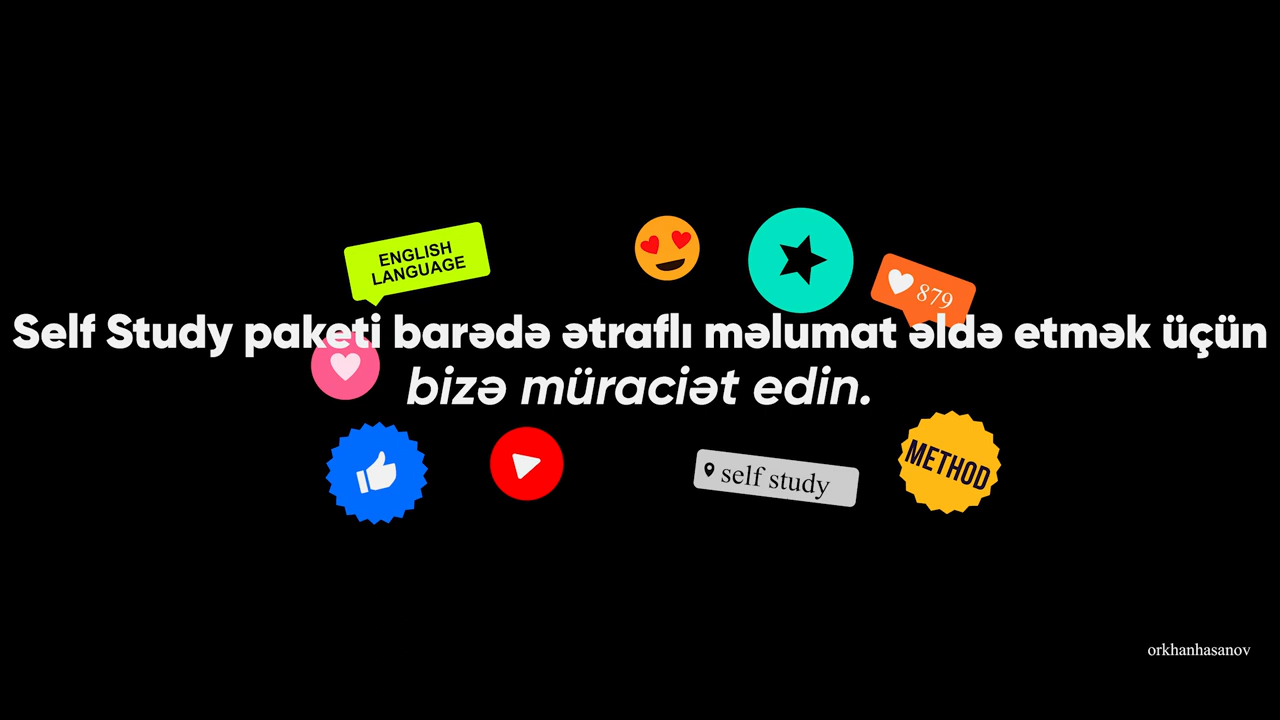 ENGLISH
LANGUAGE
879
Self Study paketi barədə ətraflı məlumat əldə etmək üçün
bizə müraciət edin.
self study
METHOD
orkhanhasanov